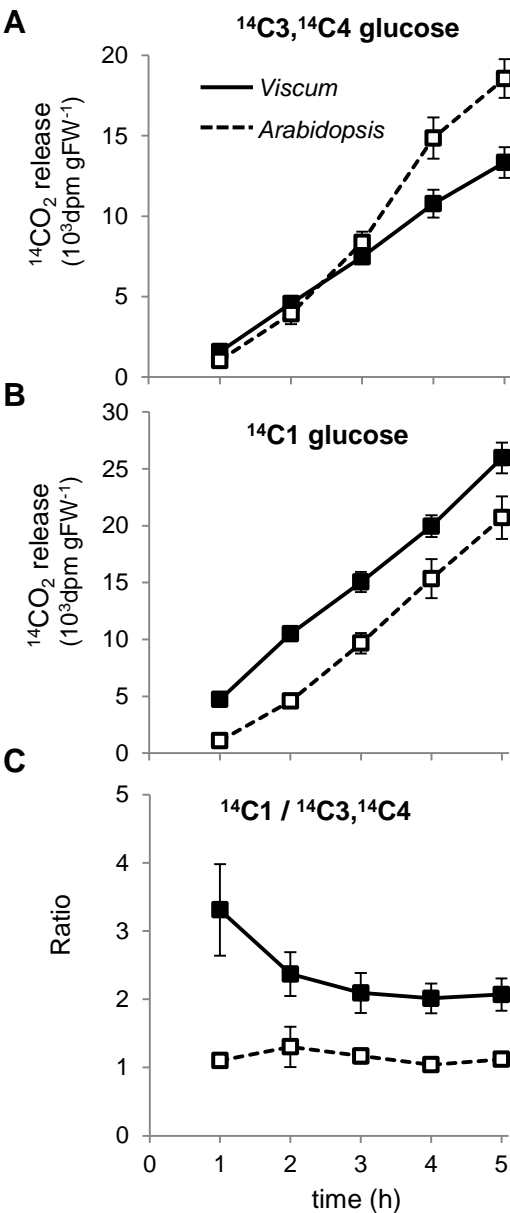 A
¹⁴C3,¹⁴C4 glucose
20
15
10
5
0
¹⁴CO₂ release
(10³dpm gFW⁻¹)
Viscum
Arabidopsis
B
¹⁴C1 glucose
30
25
20
15
10
5
0
¹⁴CO₂ release
(10³dpm gFW⁻¹)
C
¹⁴C1 / ¹⁴C3,¹⁴C4
5
4
3
2
1
0
Ratio
0 1 2 3 4 5
time (h)